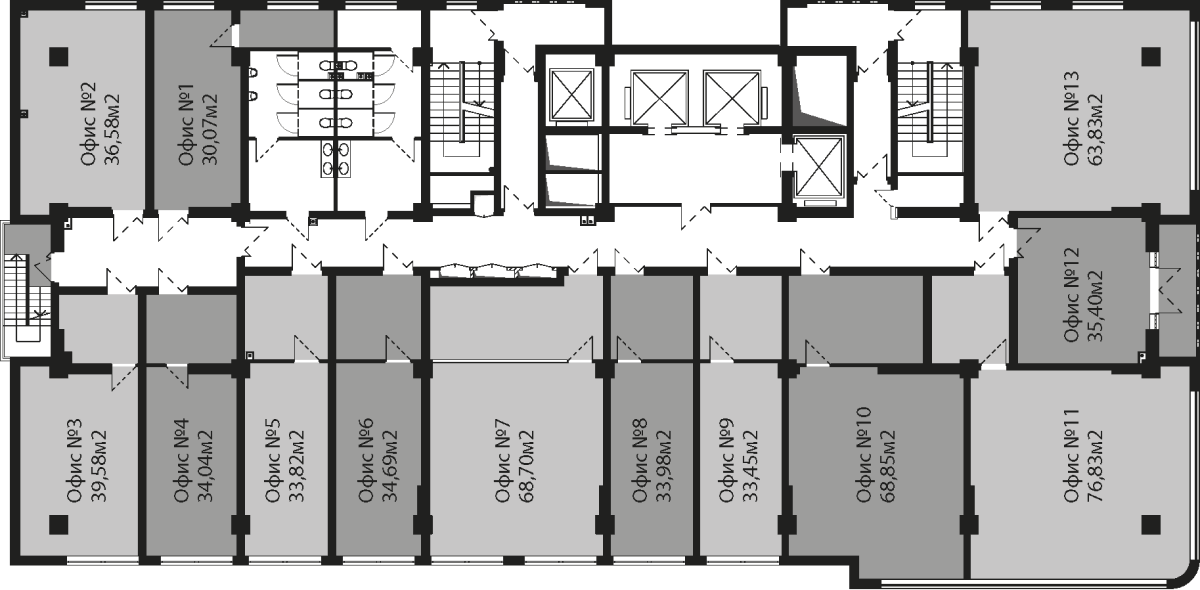 Офис №2
36,58м2
Офис №1
30,07м2
Офис №13
63,83м2
Офис №12
35,40м2
Офис №3
39,58м2
Офис №4
34,04м2
Офис №5
33,82м2
Офис №6
34,69м2
Офис №7
68,70м2
Офис №8
33,98м2
Офис №9
33,45м2
Офис №10
68,85м2
Офис №11
76,83м2